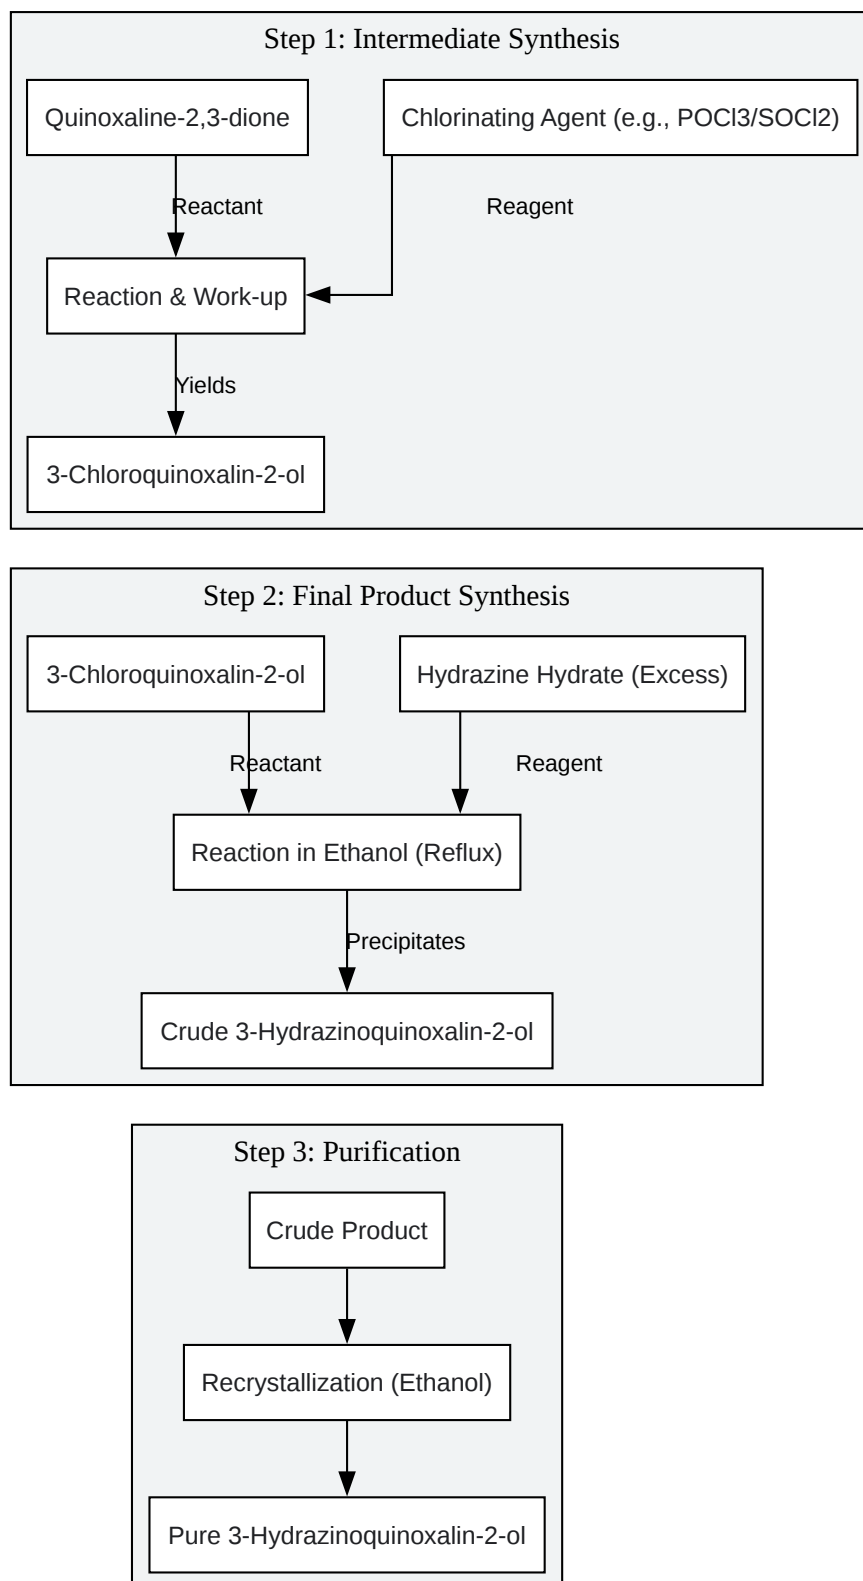 Step 1: Intermediate Synthesis
Quinoxaline-2,3-dione
Chlorinating Agent (e.g., POCl3/SOCl2)
Reactant
Reagent
Reaction & Work-up
Yields
3-Chloroquinoxalin-2-ol
Step 2: Final Product Synthesis
3-Chloroquinoxalin-2-ol
Hydrazine Hydrate (Excess)
Reactant
Reagent
Reaction in Ethanol (Reflux)
Precipitates
Crude 3-Hydrazinoquinoxalin-2-ol
Step 3: Purification
Crude Product
Recrystallization (Ethanol)
Pure 3-Hydrazinoquinoxalin-2-ol